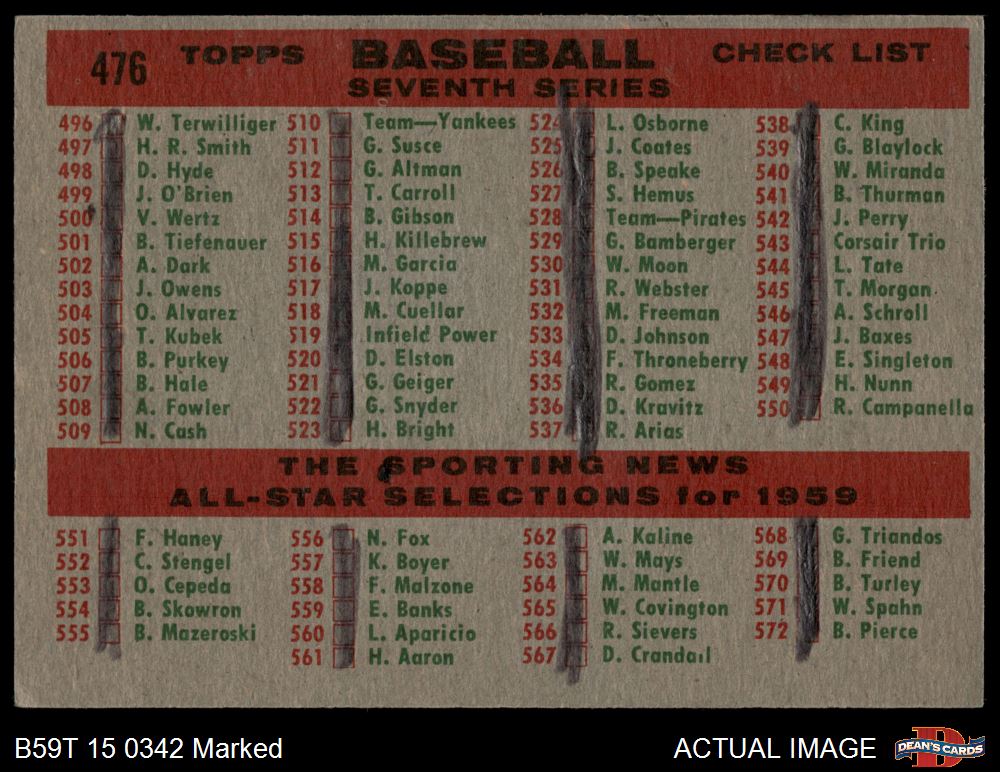 476 TOPPS BASEBALL CHECK LIST
SEVENTH SERIES
496 W. Terwilliger
497 H. R. Smith
498 D. Hyde
499 J. O'Brien
500 V. Wertz
501 B. Tiefenauer
502 A. Dark
503 J. Owens
504 O. Alvarez
505 T. Kubek
506 B. Purkey
507 B. Hale
508 A. Fowler
509 N. Cash
510 Team—Yankees
511 G. Susce
512 G. Altman
513 T. Carroll
514 B. Gibson
515 H. Killebrew
516 M. Garcia
517 J. Koppe
518 M. Cuellar
519 Infield Power
520 D. Elston
521 G. Geiger
522 G. Snyder
523 H. Bright
524 L. Osborne
525 J. Coates
526 B. Speake
527 S. Hemus
528 Team—Pirates
529 G. Bamberger
530 W. Moon
531 R. Webster
532 M. Freeman
533 D. Johnson
534 F. Throneberry
535 R. Gomez
536 D. Kravitz
537 R. Arias
538 C. King
539 G. Blaylock
540 W. Miranda
541 B. Thurman
542 J. Perry
543 Corsair Trio
544 L. Tate
545 T. Morgan
546 A. Schroll
547 J. Baxes
548 E. Singleton
549 H. Nunn
550 R. Campanella
THE SPORTING NEWS
ALL-STAR SELECTIONS for 1959
551 F. Haney
552 C. Stengel
553 O. Cepeda
554 B. Skowron
555 B. Mazeroski
556 N. Fox
557 K. Boyer
558 F. Malzone
559 E. Banks
560 L. Aparicio
561 H. Aaron
562 A. Kaline
563 W. Mays
564 M. Mantle
565 W. Covington
566 R. Sievers
567 D. Crandall
568 G. Triandos
569 B. Friend
570 B. Turley
571 W. Spahn
572 B. Pierce
B59T 15 0342 Marked
ACTUAL IMAGE
DEAN'S CARDS